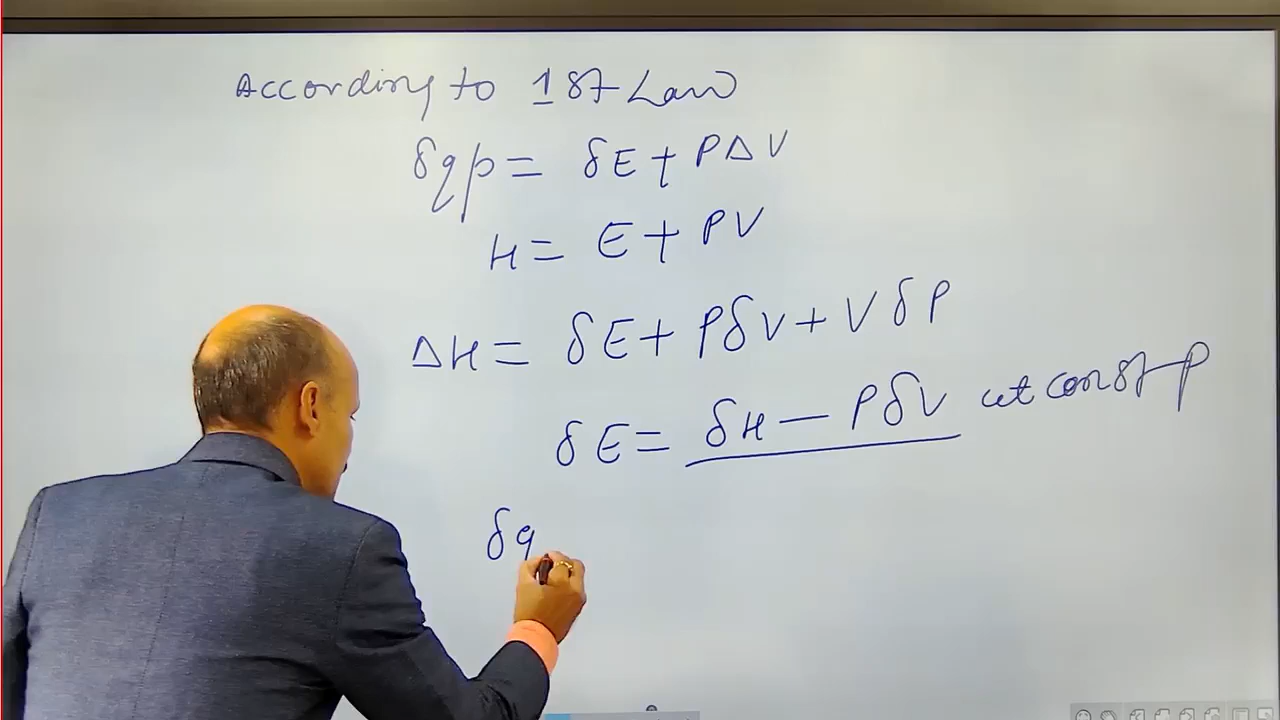 According to 1st Law
δqp = δE + PΔV
H = E + PV
ΔH = δE + PδV + VδP
δE = δH - PδV at const P
δq